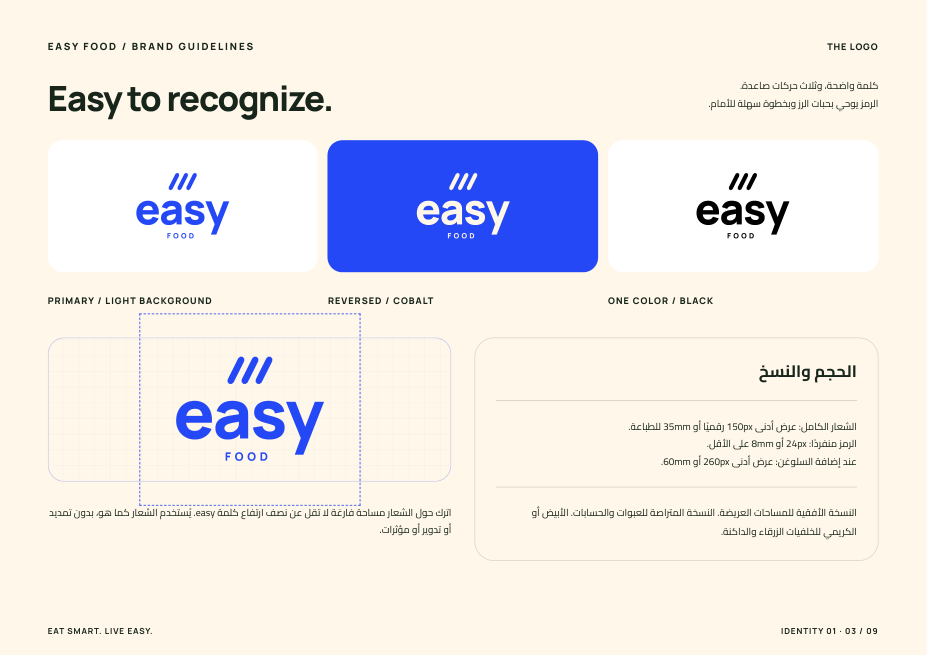 EASY FOOD / BRAND GUIDELINES
THE LOGO
Easy to recognize.
كلمة واضحة، وثلاث حركات صاعدة.
الرمز يوحي بحبات الرز وبخطوة سهلة للأمام.
easy
FOOD
easy
FOOD
easy
FOOD
PRIMARY / LIGHT BACKGROUND
REVERSED / COBALT
ONE COLOR / BLACK
easy
FOOD
اترك حول الشعار مساحة فارغة لا تقل عن نصف ارتفاع كلمة easy. يُستخدم الشعار كما هو، بدون تمديد
أو تدوير أو مؤثرات.
الحجم والنسخ
الشعار الكامل: عرض أدنى 150px رقميًا أو 35mm للطباعة.
الرمز منفردًا: 24px أو 8mm على الأقل.
عند إضافة السلوغن: عرض أدنى 260px أو 60mm.
النسخة الأفقية للمساحات العريضة. النسخة المتراصة للعبوات والحسابات. الأبيض أو
الكريمي للخلفيات الزرقاء والداكنة.
EAT SMART. LIVE EASY.
IDENTITY 01 · 03 / 09